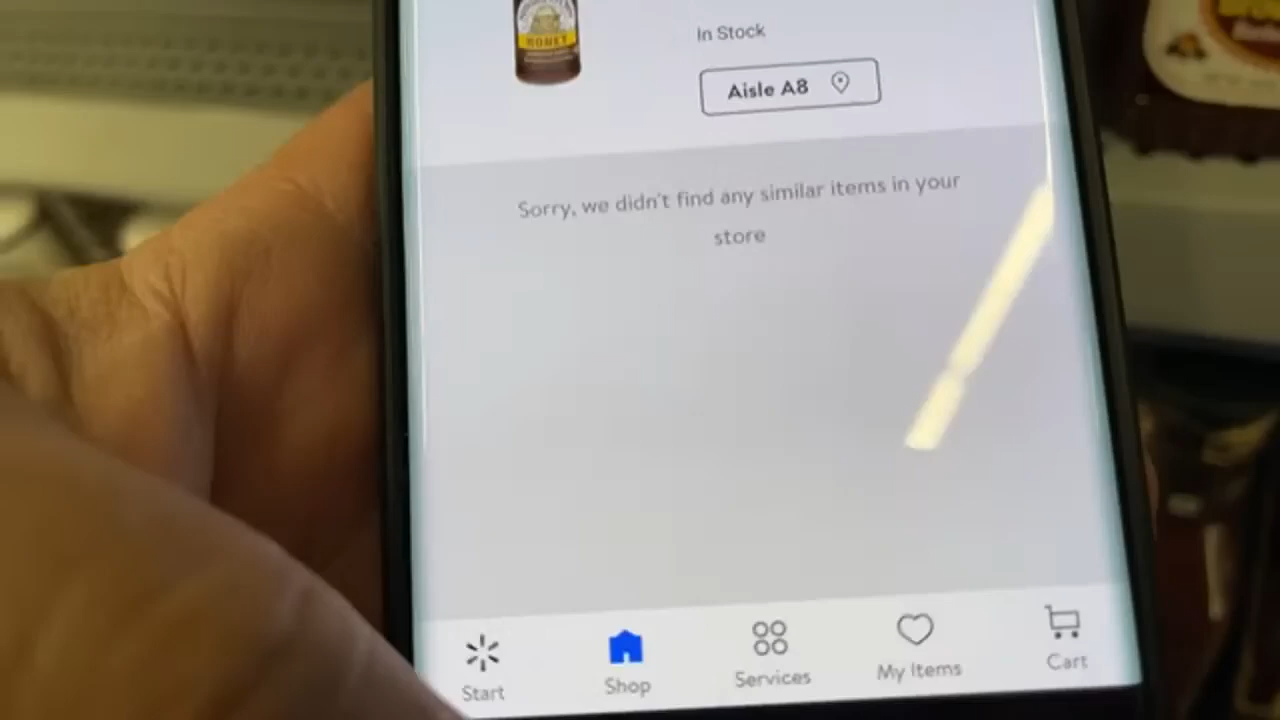 HONEY
In Stock
Aisle A8
Sorry, we didn't find any similar items in your
store
Start
Shop
Services
My Items
Cart